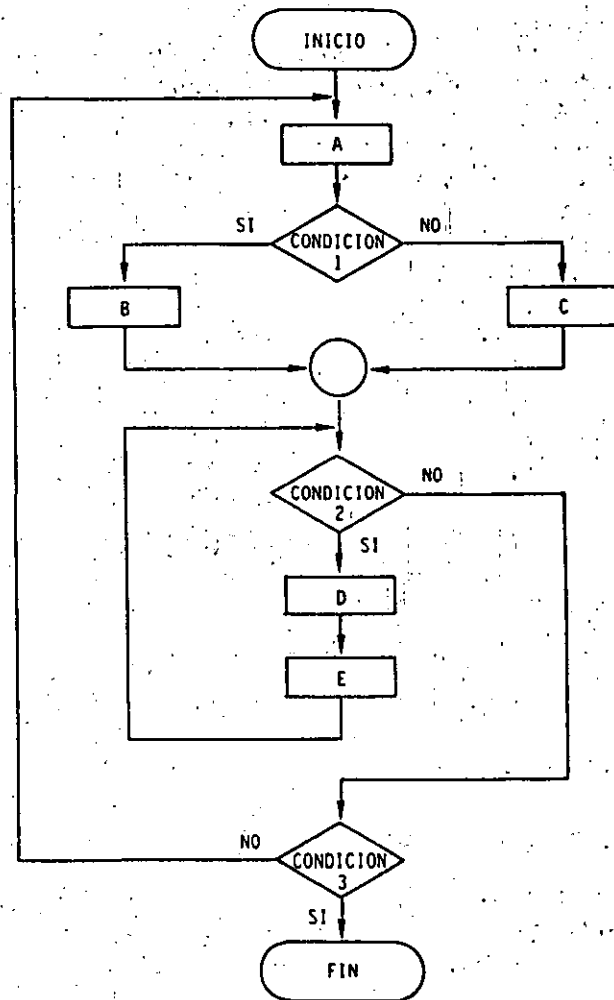 INICIO
A
SI
CONDICION
1
NO
B
C
CONDICION
2
NO
SI
D
E
NO
CONDICION
3
SI
FIN